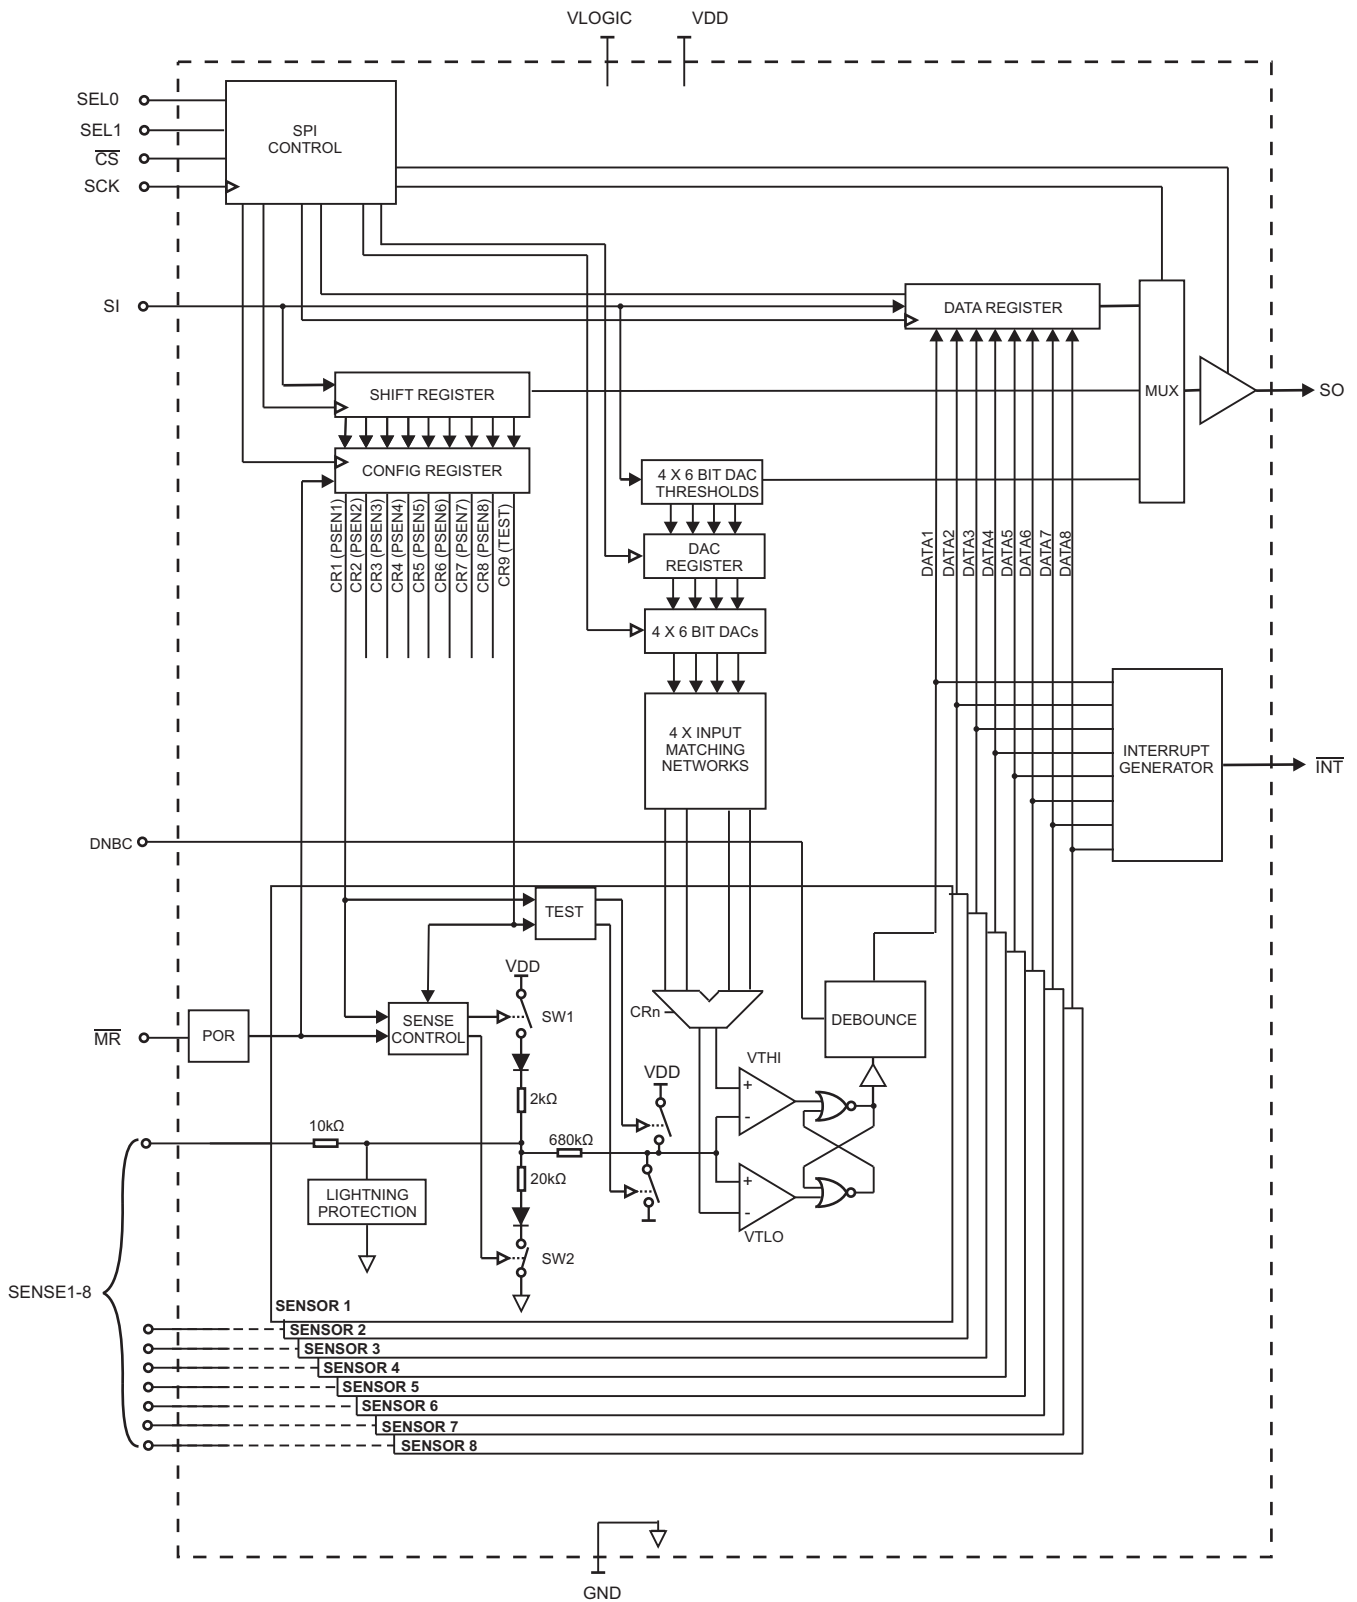 VLOGIC
VDD
SEL0
SEL1
CS
SCK
SPI
CONTROL
SI
DATA REGISTER
SHIFT REGISTER
MUX
SO
CONFIG REGISTER
4 X 6 BIT DAC
THRESHOLDS
CR1 (PSEN1)
CR2 (PSEN2)
CR3 (PSEN3)
CR4 (PSEN4)
CR5 (PSEN5)
CR6 (PSEN6)
CR7 (PSEN7)
CR8 (PSEN8)
CR9 (TEST)
DAC
REGISTER
DATA1
DATA2
DATA3
DATA4
DATA5
DATA6
DATA7
DATA8
4 X 6 BIT DACs
4 X INPUT
MATCHING
NETWORKS
INTERRUPT
GENERATOR
INT
DNBC
TEST
VDD
SW1
CRn
DEBOUNCE
MR
POR
SENSE
CONTROL
VTHI
+
-
VDD
2kΩ
10kΩ
680kΩ
20kΩ
LIGHTNING
PROTECTION
+
-
VTLO
SW2
SENSE1-8
SENSOR 1
SENSOR 2
SENSOR 3
SENSOR 4
SENSOR 5
SENSOR 6
SENSOR 7
SENSOR 8
GND